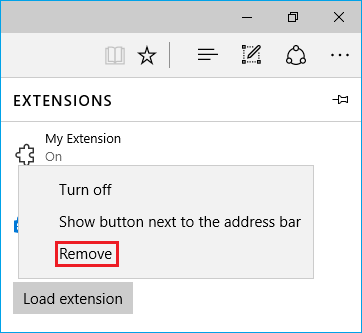 EXTENSIONS
My Extension
On
Turn off
Show button next to the address bar
Remove
Load extension